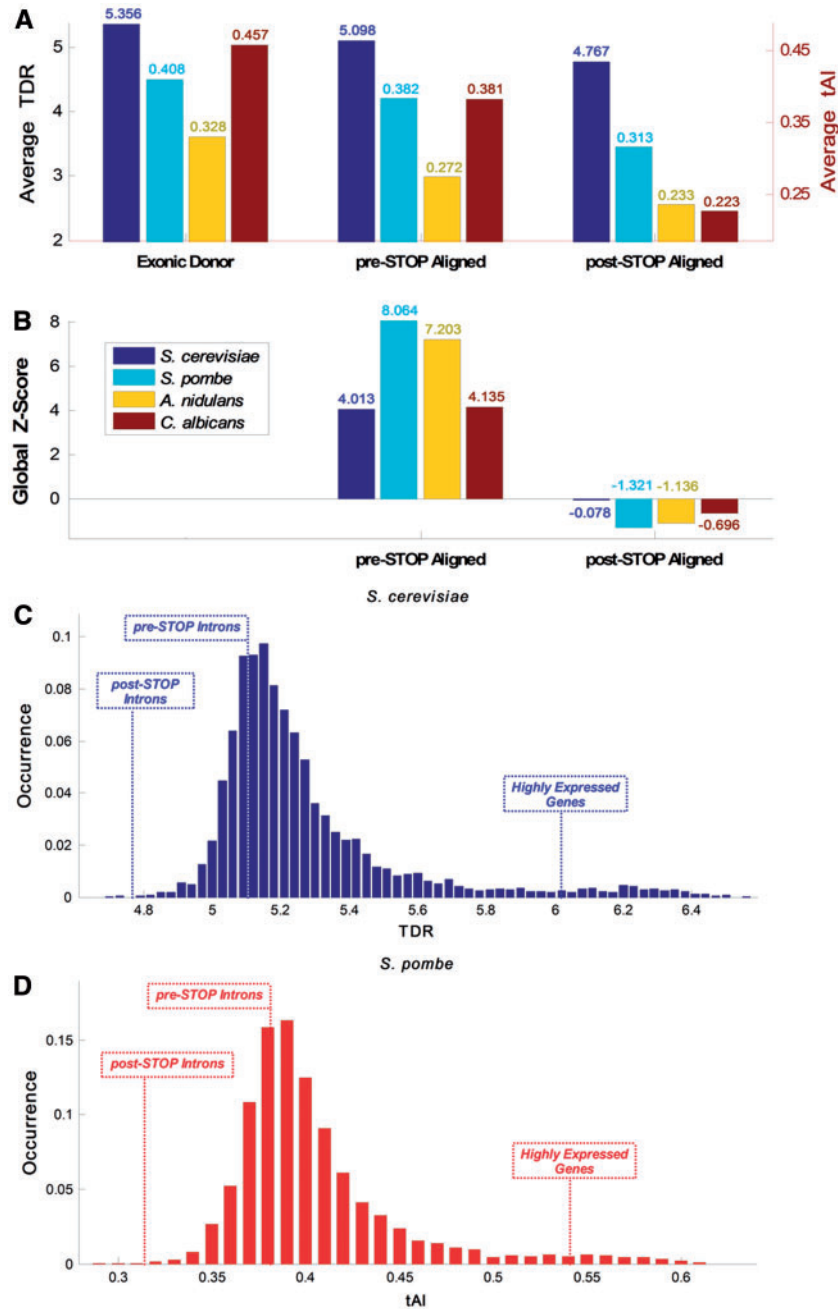 A
5.356
0.408
0.328
0.457
5.098
0.382
0.272
0.381
4.767
0.313
0.233
0.223
5
4
3
2
Average TDR
0.45
0.35
0.25
Average tAI
Exonic Donor
pre-STOP Aligned
post-STOP Aligned
B
8
6
4
2
0
Global Z-Score
S. cerevisiae
S. pombe
A. nidulans
C. albicans
4.013
8.064
7.203
4.135
-0.078
-1.321
-1.136
-0.696
pre-STOP Aligned
post-STOP Aligned
S. cerevisiae
C
0.1
0.08
0.06
0.04
0.02
0
Occurrence
pre-STOP Introns
post-STOP
Introns
Highly Expressed
Genes
4.8
5
5.2
5.4
5.6
5.8
6
6.2
6.4
TDR
S. pombe
D
0.15
0.1
0.05
0
Occurrence
pre-STOP Introns
post-STOP Introns
Highly Expressed
Genes
0.3
0.35
0.4
0.45
0.5
0.55
0.6
tAI